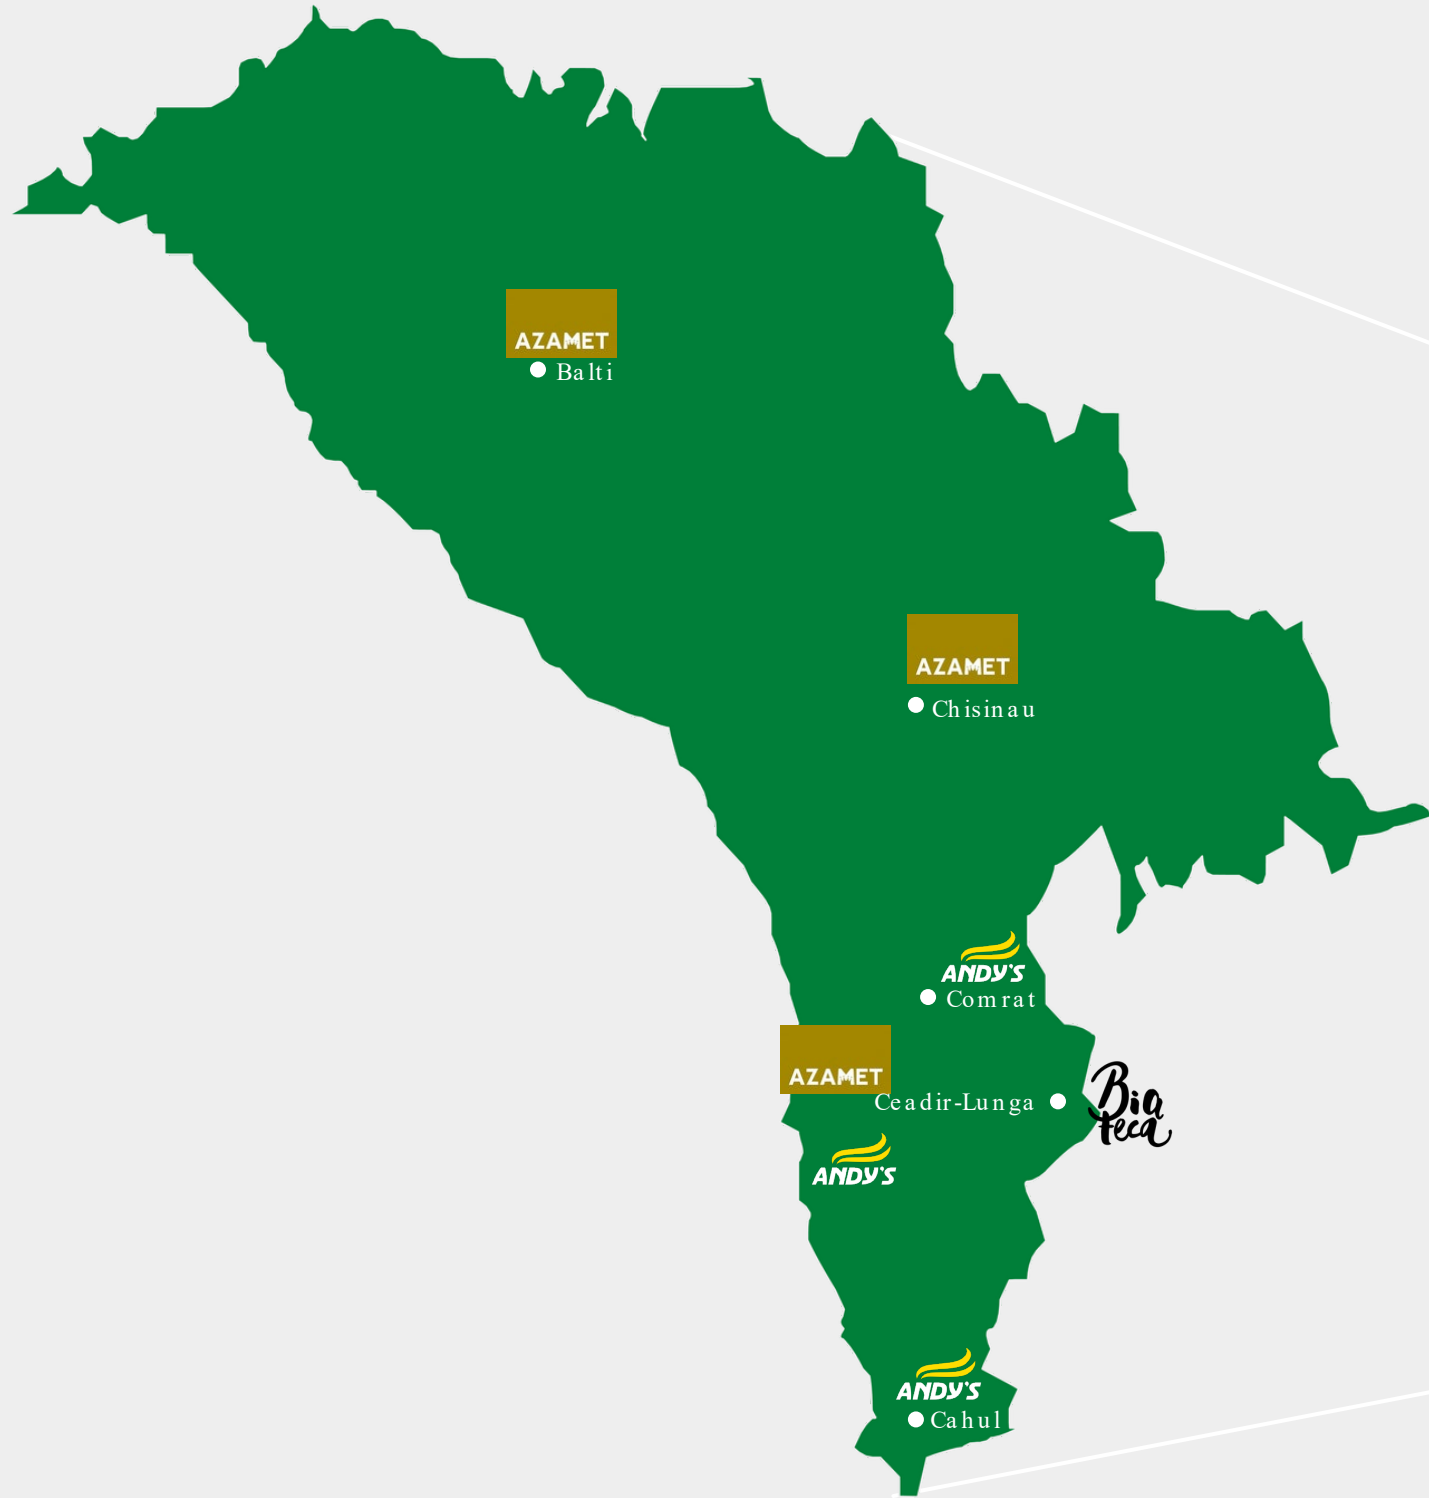 AZAMET
Balti
AZAMET
Chisinau
ANDY'S
Comrat
AZAMET
Ceadir-Lunga
Bia
teca
ANDY'S
ANDY'S
Cahul